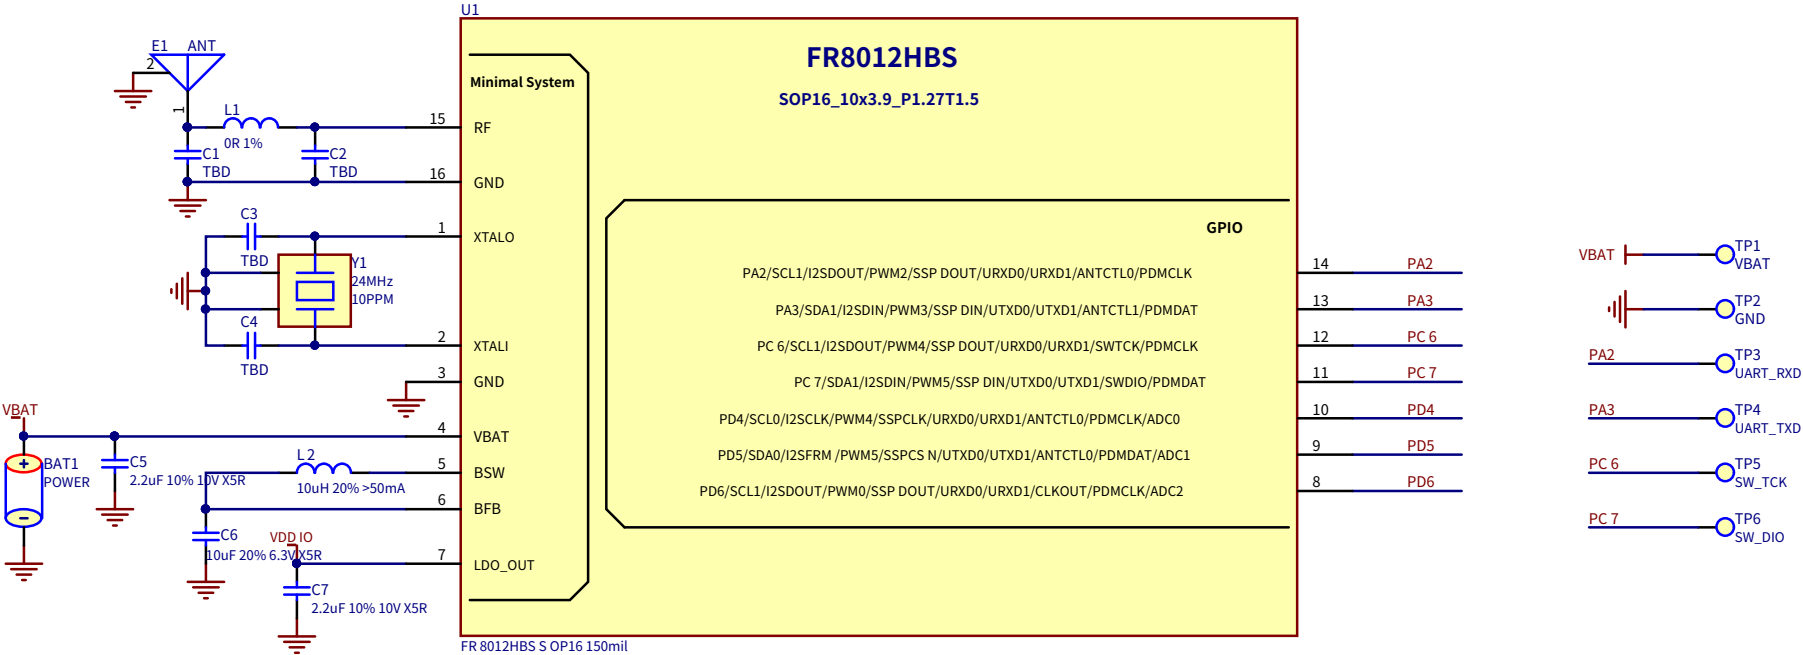 U1
E1 ANT
2
1
L1
0R 1%
C1
TBD
C2
TBD
C3
TBD
Y1
24MHz
10PPM
C4
TBD
VBAT
BAT1
POWER
C5
2.2uF 10% 10V X5R
L2
10uH 20% >50mA
C6
10uF 20% 6.3V X5R
VDD IO
C7
2.2uF 10% 10V X5R
FR8012HBS
SOP16_10x3.9_P1.27T1.5
Minimal System
15 RF
16 GND
1 XTALO
2 XTALI
3 GND
4 VBAT
5 BSW
6 BFB
7 LDO_OUT
GPIO
PA2/SCL1/I2SDOUT/PWM2/SSP DOUT/URXD0/URXD1/ANTCTL0/PDMCLK 14 PA2
PA3/SDA1/I2SDIN/PWM3/SSP DIN/UTXD0/UTXD1/ANTCTL1/PDMDAT 13 PA3
PC 6/SCL1/I2SDOUT/PWM4/SSP DOUT/URXD0/URXD1/SWTCK/PDMCLK 12 PC 6
PC 7/SDA1/I2SDIN/PWM5/SSP DIN/UTXD0/UTXD1/SWDIO/PDMDAT 11 PC 7
PD4/SCL0/I2SCLK/PWM4/SSPCLK/URXD0/URXD1/ANTCTL0/PDMCLK/ADC0 10 PD4
PD5/SDA0/I2SFRM /PWM5/SSPCS N/UTXD0/UTXD1/ANTCTL0/PDMDAT/ADC1 9 PD5
PD6/SCL1/I2SDOUT/PWM0/SSP DOUT/URXD0/URXD1/CLKOUT/PDMCLK/ADC2 8 PD6
FR 8012HBS S OP16 150mil
VBAT TP1
VBAT
TP2
GND
PA2 TP3
UART_RXD
PA3 TP4
UART_TXD
PC 6 TP5
SW_TCK
PC 7 TP6
SW_DIO